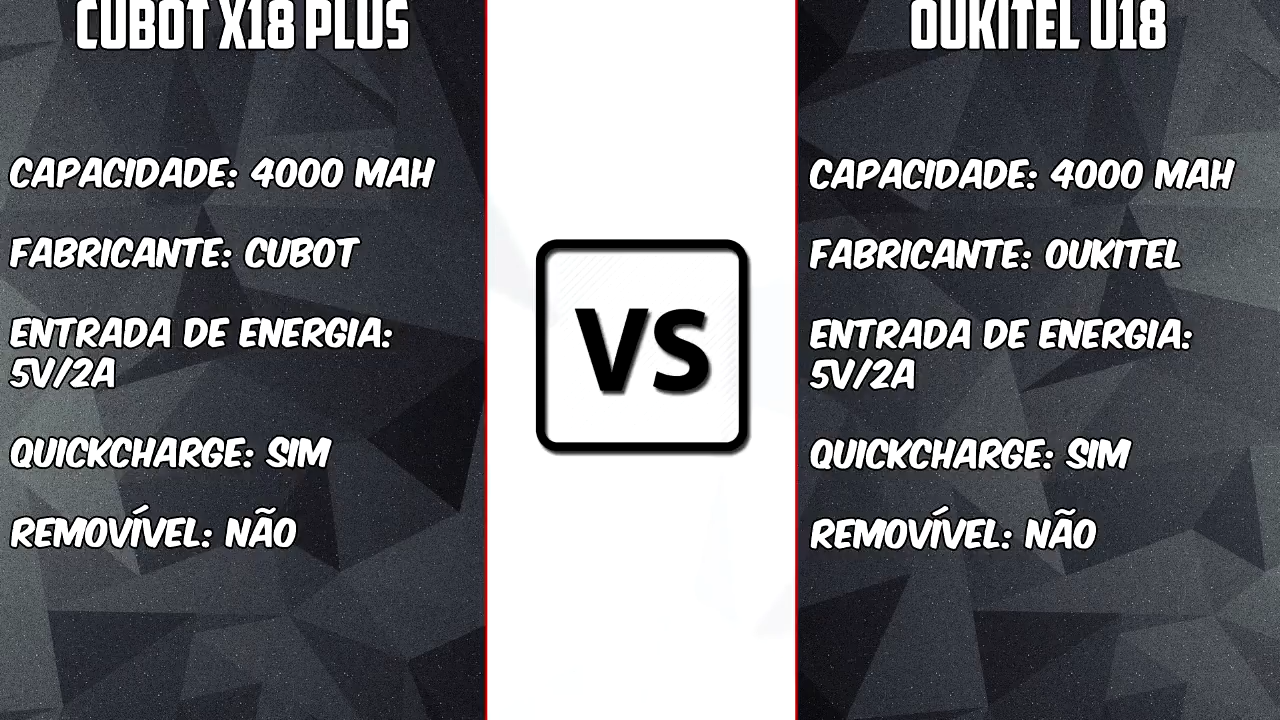 CUBOT X18 PLUS
CAPACIDADE: 4000 MAH
FABRICANTE: CUBOT
ENTRADA DE ENERGIA:
5V/2A
QUICKCHARGE: SIM
REMOVÍVEL: NÃO
VS
OUKITEL U18
CAPACIDADE: 4000 MAH
FABRICANTE: OUKITEL
ENTRADA DE ENERGIA:
5V/2A
QUICKCHARGE: SIM
REMOVÍVEL: NÃO